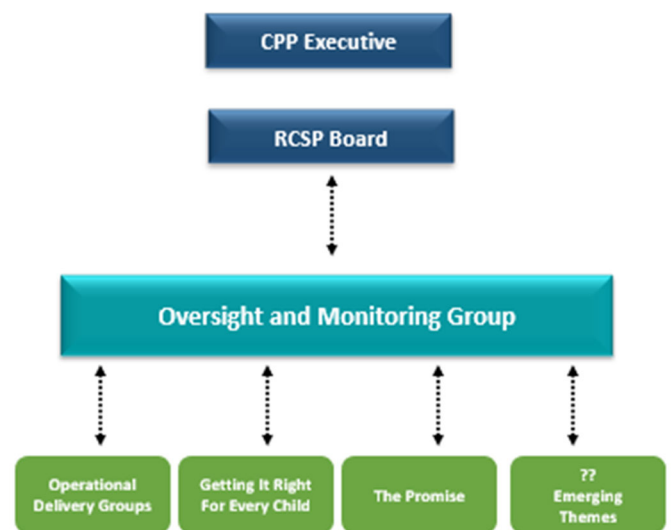 CPP Executive
RCSP Board
Oversight and Monitoring Group
Operational
Delivery Groups
Getting It Right
For Every Child
The Promise
??
Emerging
Themes